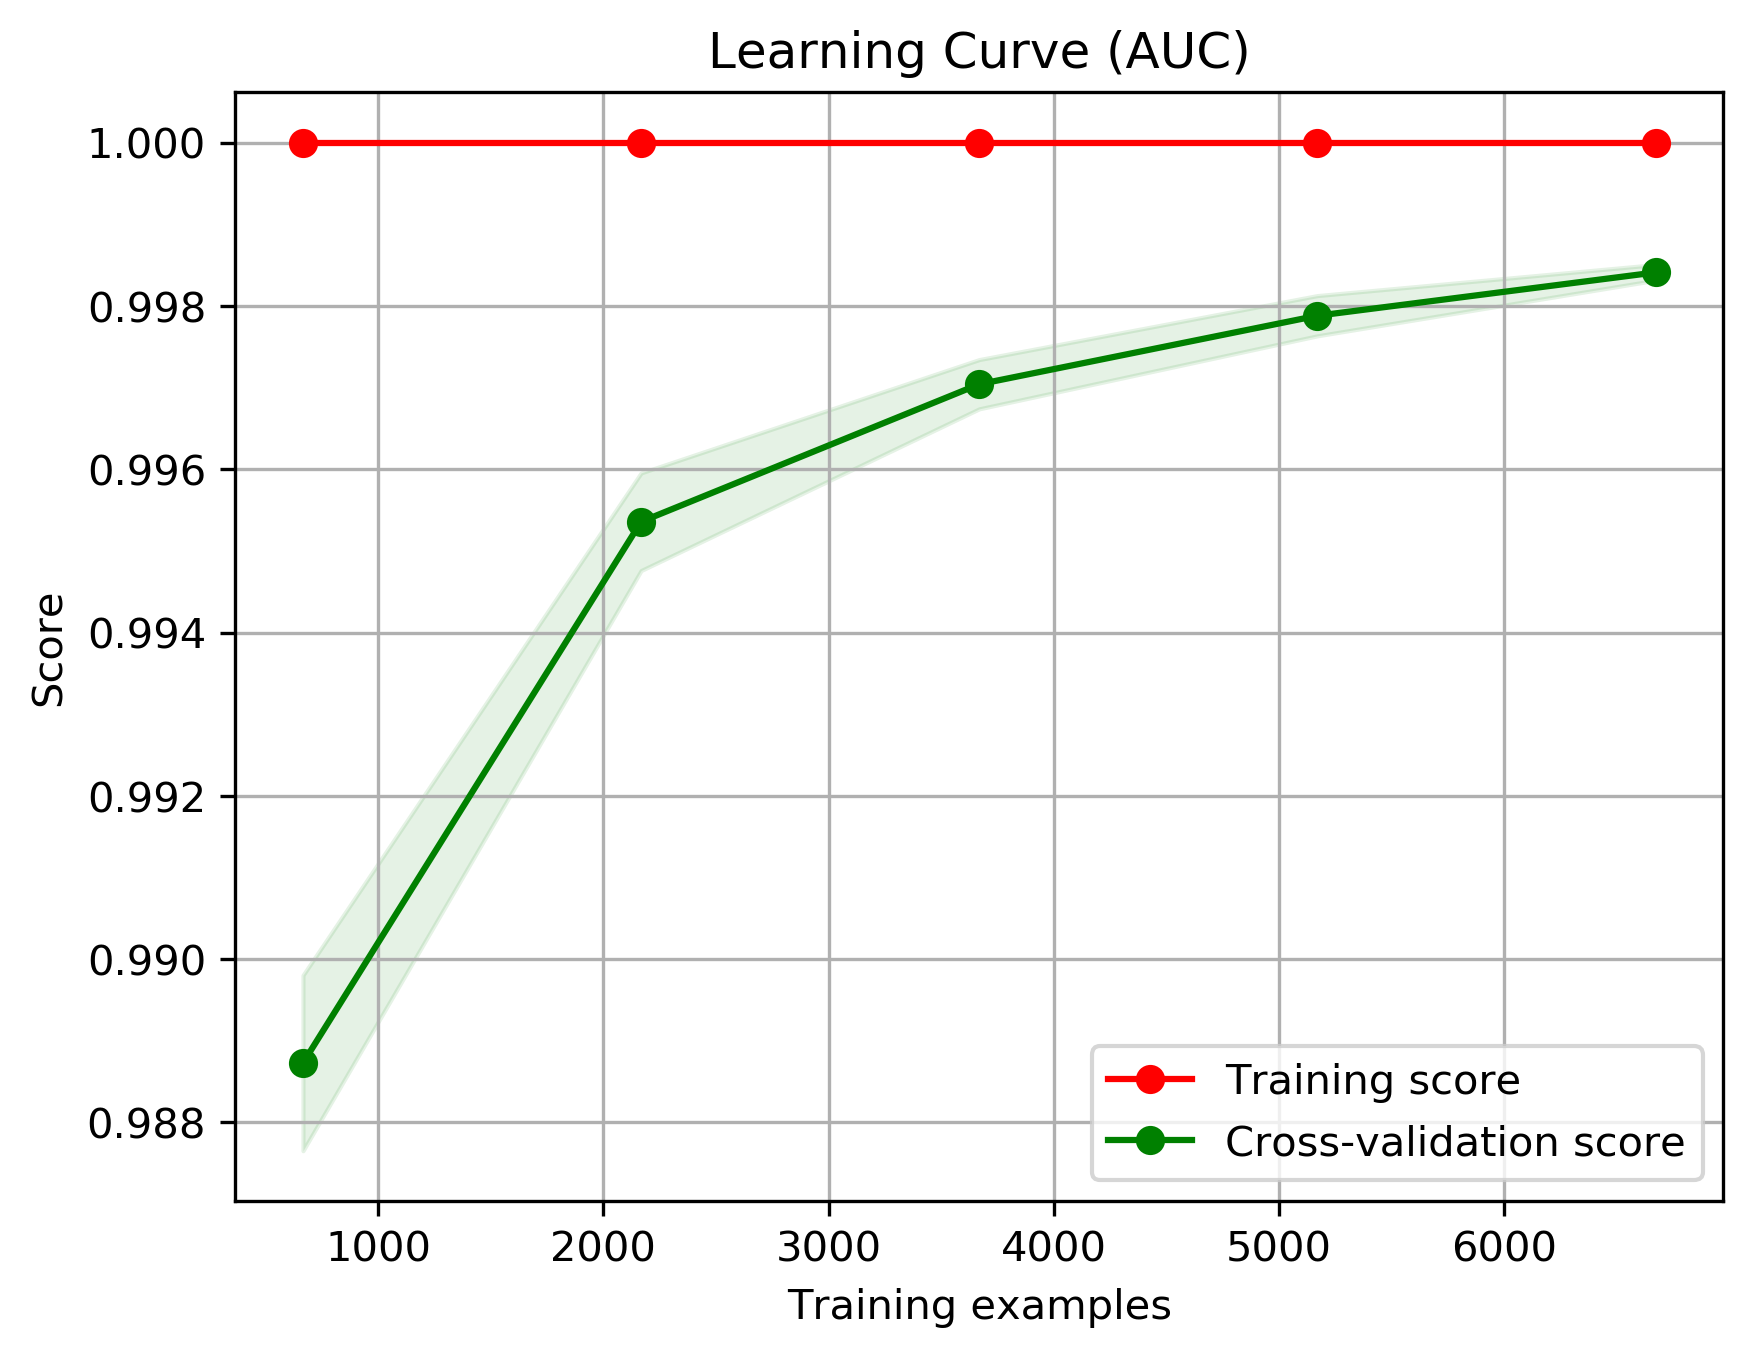 Learning Curve (AUC)
1.000
0.998
0.996
0.994
0.992
0.990
0.988
Score
Training score
Cross-validation score
1000 2000 3000 4000 5000 6000
Training examples